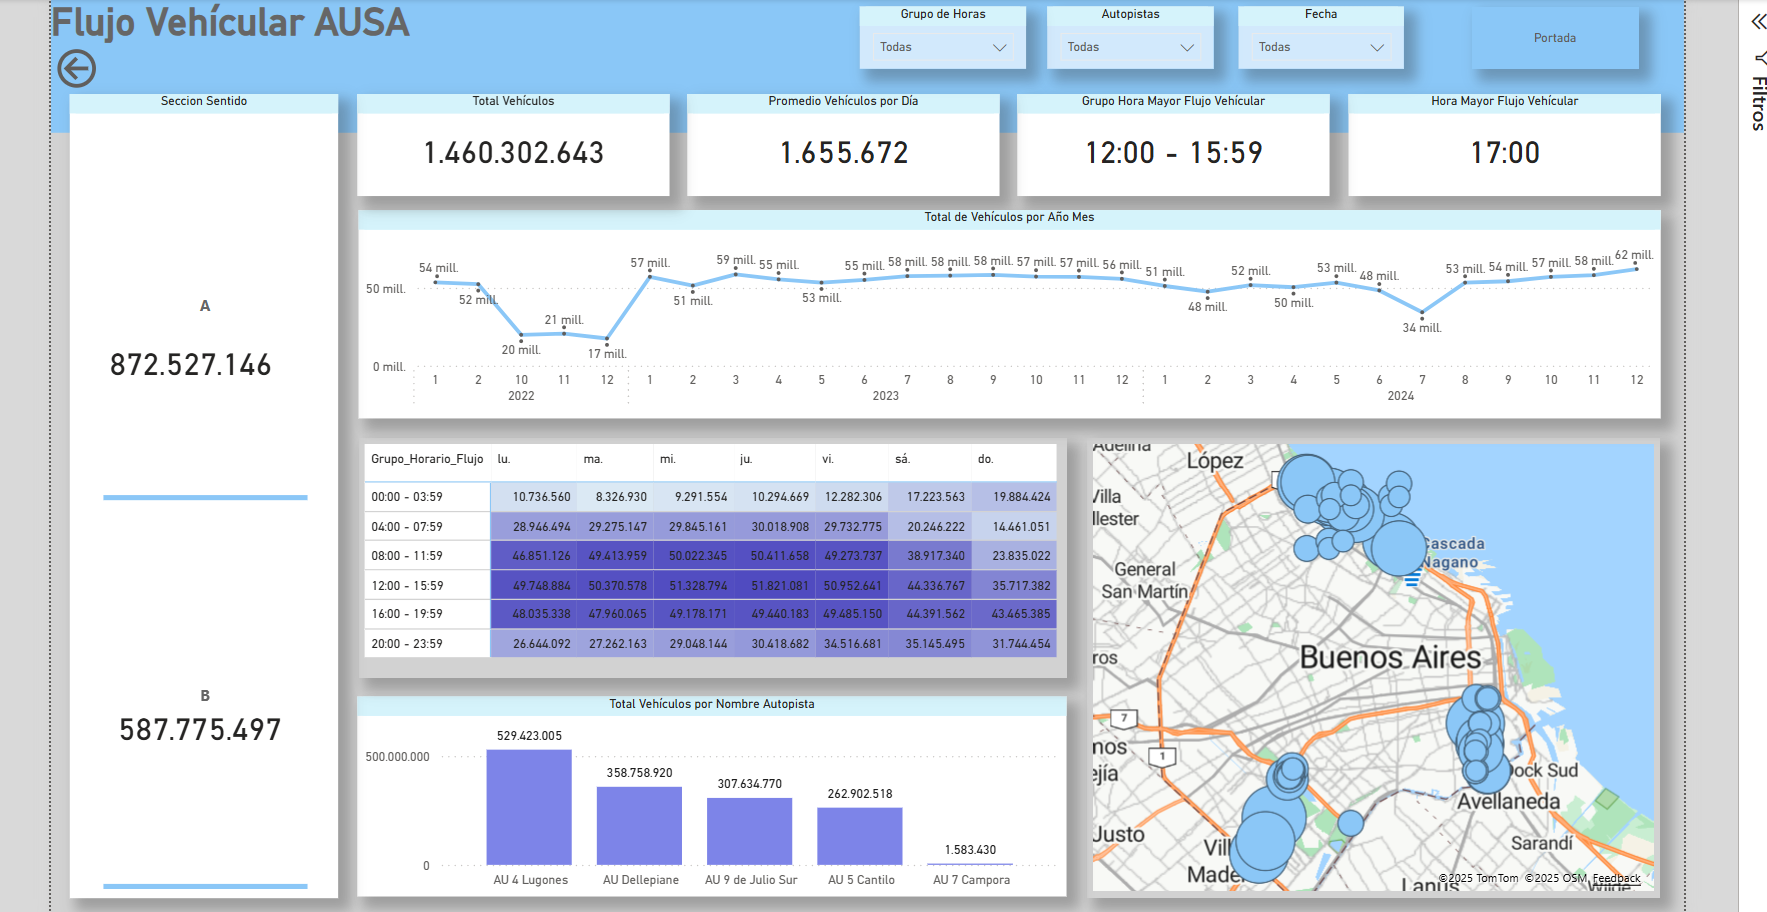 Flujo Vehícular AUSA
Grupo de Horas
Todas
Autopistas
Todas
Fecha
Todas
Portada
Filtros
Seccion Sentido
A
872.527.146
B
587.775.497
Total Vehículos
1.460.302.643
Promedio Vehículos por Día
1.655.672
Grupo Hora Mayor Flujo Vehícular
12:00 - 15:59
Hora Mayor Flujo Vehícular
17:00
Total de Vehículos por Año Mes
50 mill.
0 mill.
54 mill. 52 mill. 20 mill. 21 mill. 17 mill. 57 mill. 51 mill. 59 mill. 55 mill. 53 mill. 55 mill. 58 mill. 58 mill. 58 mill. 57 mill. 57 mill. 56 mill. 51 mill. 48 mill. 52 mill. 50 mill. 53 mill. 48 mill. 34 mill. 53 mill. 54 mill. 57 mill. 58 mill. 62 mill.
1 2 10 11 12 1 2 3 4 5 6 7 8 9 10 11 12 1 2 3 4 5 6 7 8 9 10 11 12
2022 2023 2024
Grupo_Horario_Flujo lu. ma. mi. ju. vi. sá. do.
00:00 - 03:59 10.736.560 8.326.930 9.291.554 10.294.669 12.282.306 17.223.563 19.884.424
04:00 - 07:59 28.946.494 29.275.147 29.845.161 30.018.908 29.732.775 20.246.222 14.461.051
08:00 - 11:59 46.851.126 49.413.959 50.022.345 50.411.658 49.273.737 38.917.340 23.835.022
12:00 - 15:59 49.748.884 50.370.578 51.328.794 51.821.081 50.952.641 44.336.767 35.717.382
16:00 - 19:59 48.035.338 47.960.065 49.178.171 49.440.183 49.485.150 44.391.562 43.465.385
20:00 - 23:59 26.644.092 27.262.163 29.048.144 30.418.682 34.516.681 35.145.495 31.744.454
Total Vehículos por Nombre Autopista
500.000.000
0
529.423.005 358.758.920 307.634.770 262.902.518 1.583.430
AU 4 Lugones AU Dellepiane AU 9 de Julio Sur AU 5 Cantilo AU 7 Campora
Adelina
López
Villa
llester
Cascada
Nagano
General
San Martín
ros
Buenos Aires
7
nos
1
ejía
Dock Sud
Avellaneda
Justo
Sarandí
Vill
Made
Lanús
Wilde
©2025 TomTom ©2025 OSM Feedback